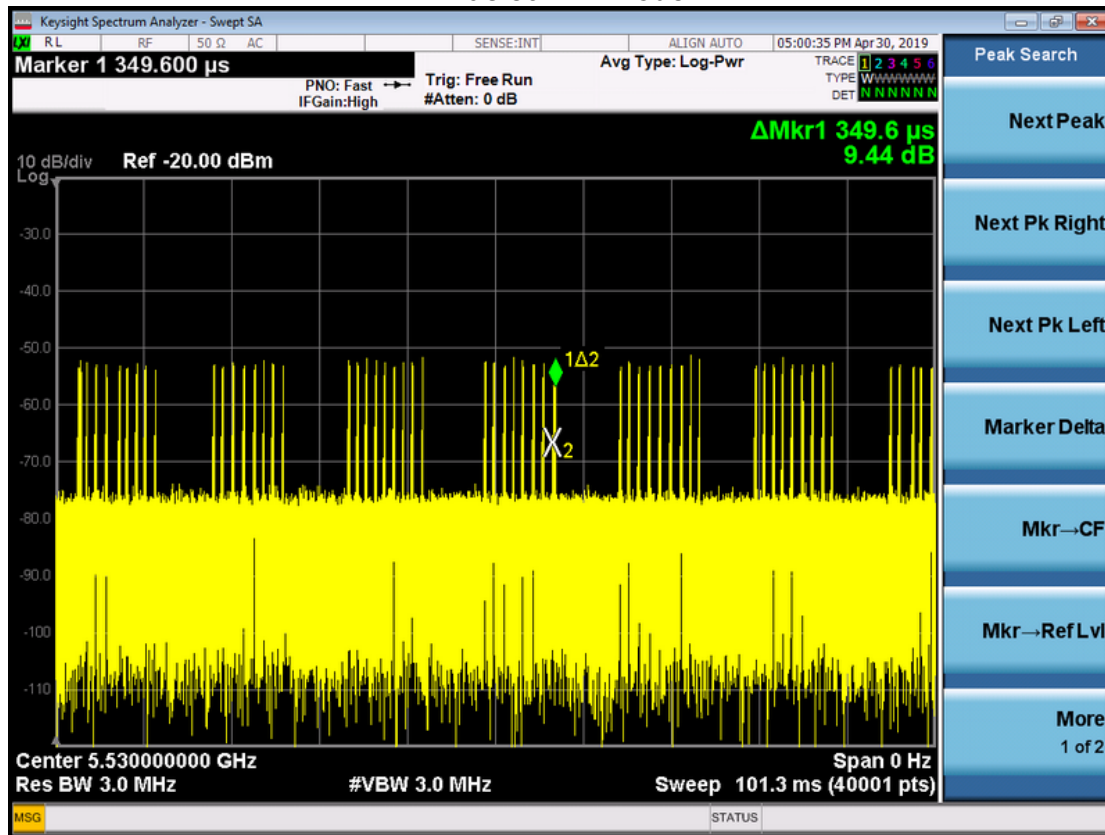 Keysight Spectrum Analyzer - Swept SA
LXI RL RF 50 Ω AC SENSE:INT ALIGN AUTO 05:00:35 PM Apr 30, 2019
Marker 1 349.600 µs
PNO: Fast
IFGain:High
Trig: Free Run
#Atten: 0 dB
Avg Type: Log-Pwr
TRACE 1 2 3 4 5 6
TYPE WWWWWWW
DET N N N N N N
ΔMkr1 349.6 µs
9.44 dB
10 dB/div Ref -20.00 dBm
Log
-30.0
-40.0
-50.0
1Δ2
-60.0
2
-70.0
-80.0
-90.0
-100
-110
Center 5.530000000 GHz Span 0 Hz
Res BW 3.0 MHz #VBW 3.0 MHz Sweep 101.3 ms (40001 pts)
MSG STATUS
Peak Search
Next Peak
Next Pk Right
Next Pk Left
Marker Delta
Mkr→CF
Mkr→Ref Lvl
More
1 of 2